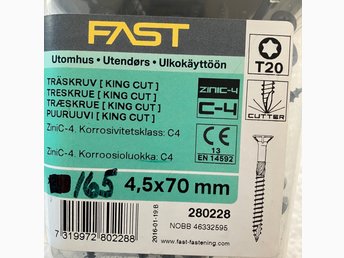 FAST
Utomhus • Utendørs • Ulkokäyttöön
T20
TRÄSKRUV [ KING CUT ]
TRESKRUE [ KING CUT ]
TRÆSKRUE [ KING CUT ]
PUURUUVI [ KING CUT ]
ZiniC-4. Korrosivitetsklass: C4
ZiniC-4. Korroosioluokka: C4
ZINIC-4
C-4
CUTTER
CE
13
EN 14592
/165
4,5x70 mm
280228
NOBB 46332595
www.fast-fastening.com
2016-01-19.B
7 319972 802288